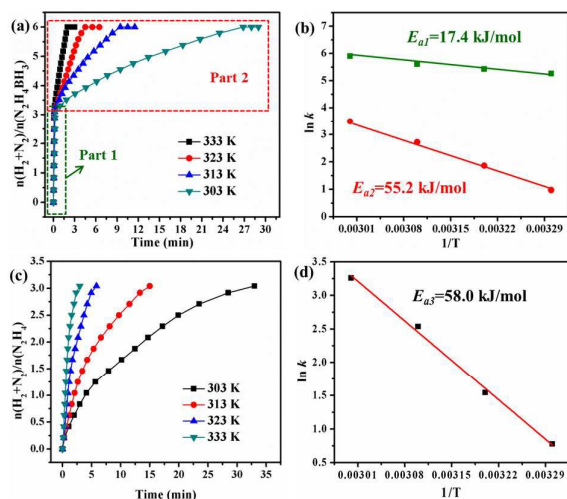 (a)
n(H2+N2)/n(N2H4BH3)
6
5
4
3
2
1
0
Part 2
Part 1
333 K
323 K
313 K
303 K
0 3 6 9 12 15 18 21 24 27 30
Time (min)
(b)
ln k
7
6
5
4
3
2
1
0
Ea1=17.4 kJ/mol
Ea2=55.2 kJ/mol
0.00301 0.00308 0.00315 0.00322 0.00329
1/T
(c)
n(H2+N2)/n(N2H4)
3.5
3.0
2.5
2.0
1.5
1.0
0.5
0.0
303 K
313 K
323 K
333 K
0 5 10 15 20 25 30 35
Time (min)
(d)
ln k
3.5
3.0
2.5
2.0
1.5
1.0
0.5
Ea3=58.0 kJ/mol
0.00301 0.00308 0.00315 0.00322 0.00329
1/T